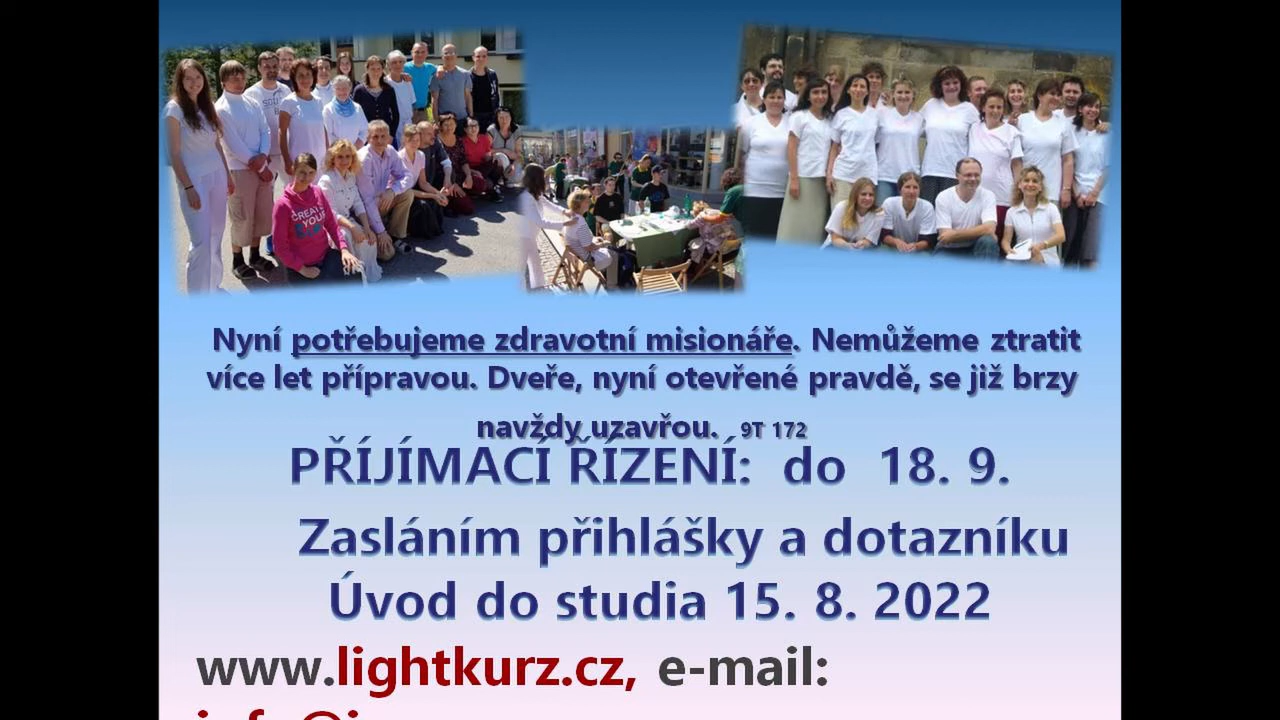 Nyní potřebujeme zdravotní misionáře. Nemůžeme ztratit
více let přípravou. Dveře, nyní otevřené pravdě, se již brzy
navždy uzavřou. 9T 172
PŘÍJÍMACÍ ŘÍZENÍ: do 18. 9.
Zasláním přihlášky a dotazníku
Úvod do studia 15. 8. 2022
www.lightkurz.cz, e-mail: